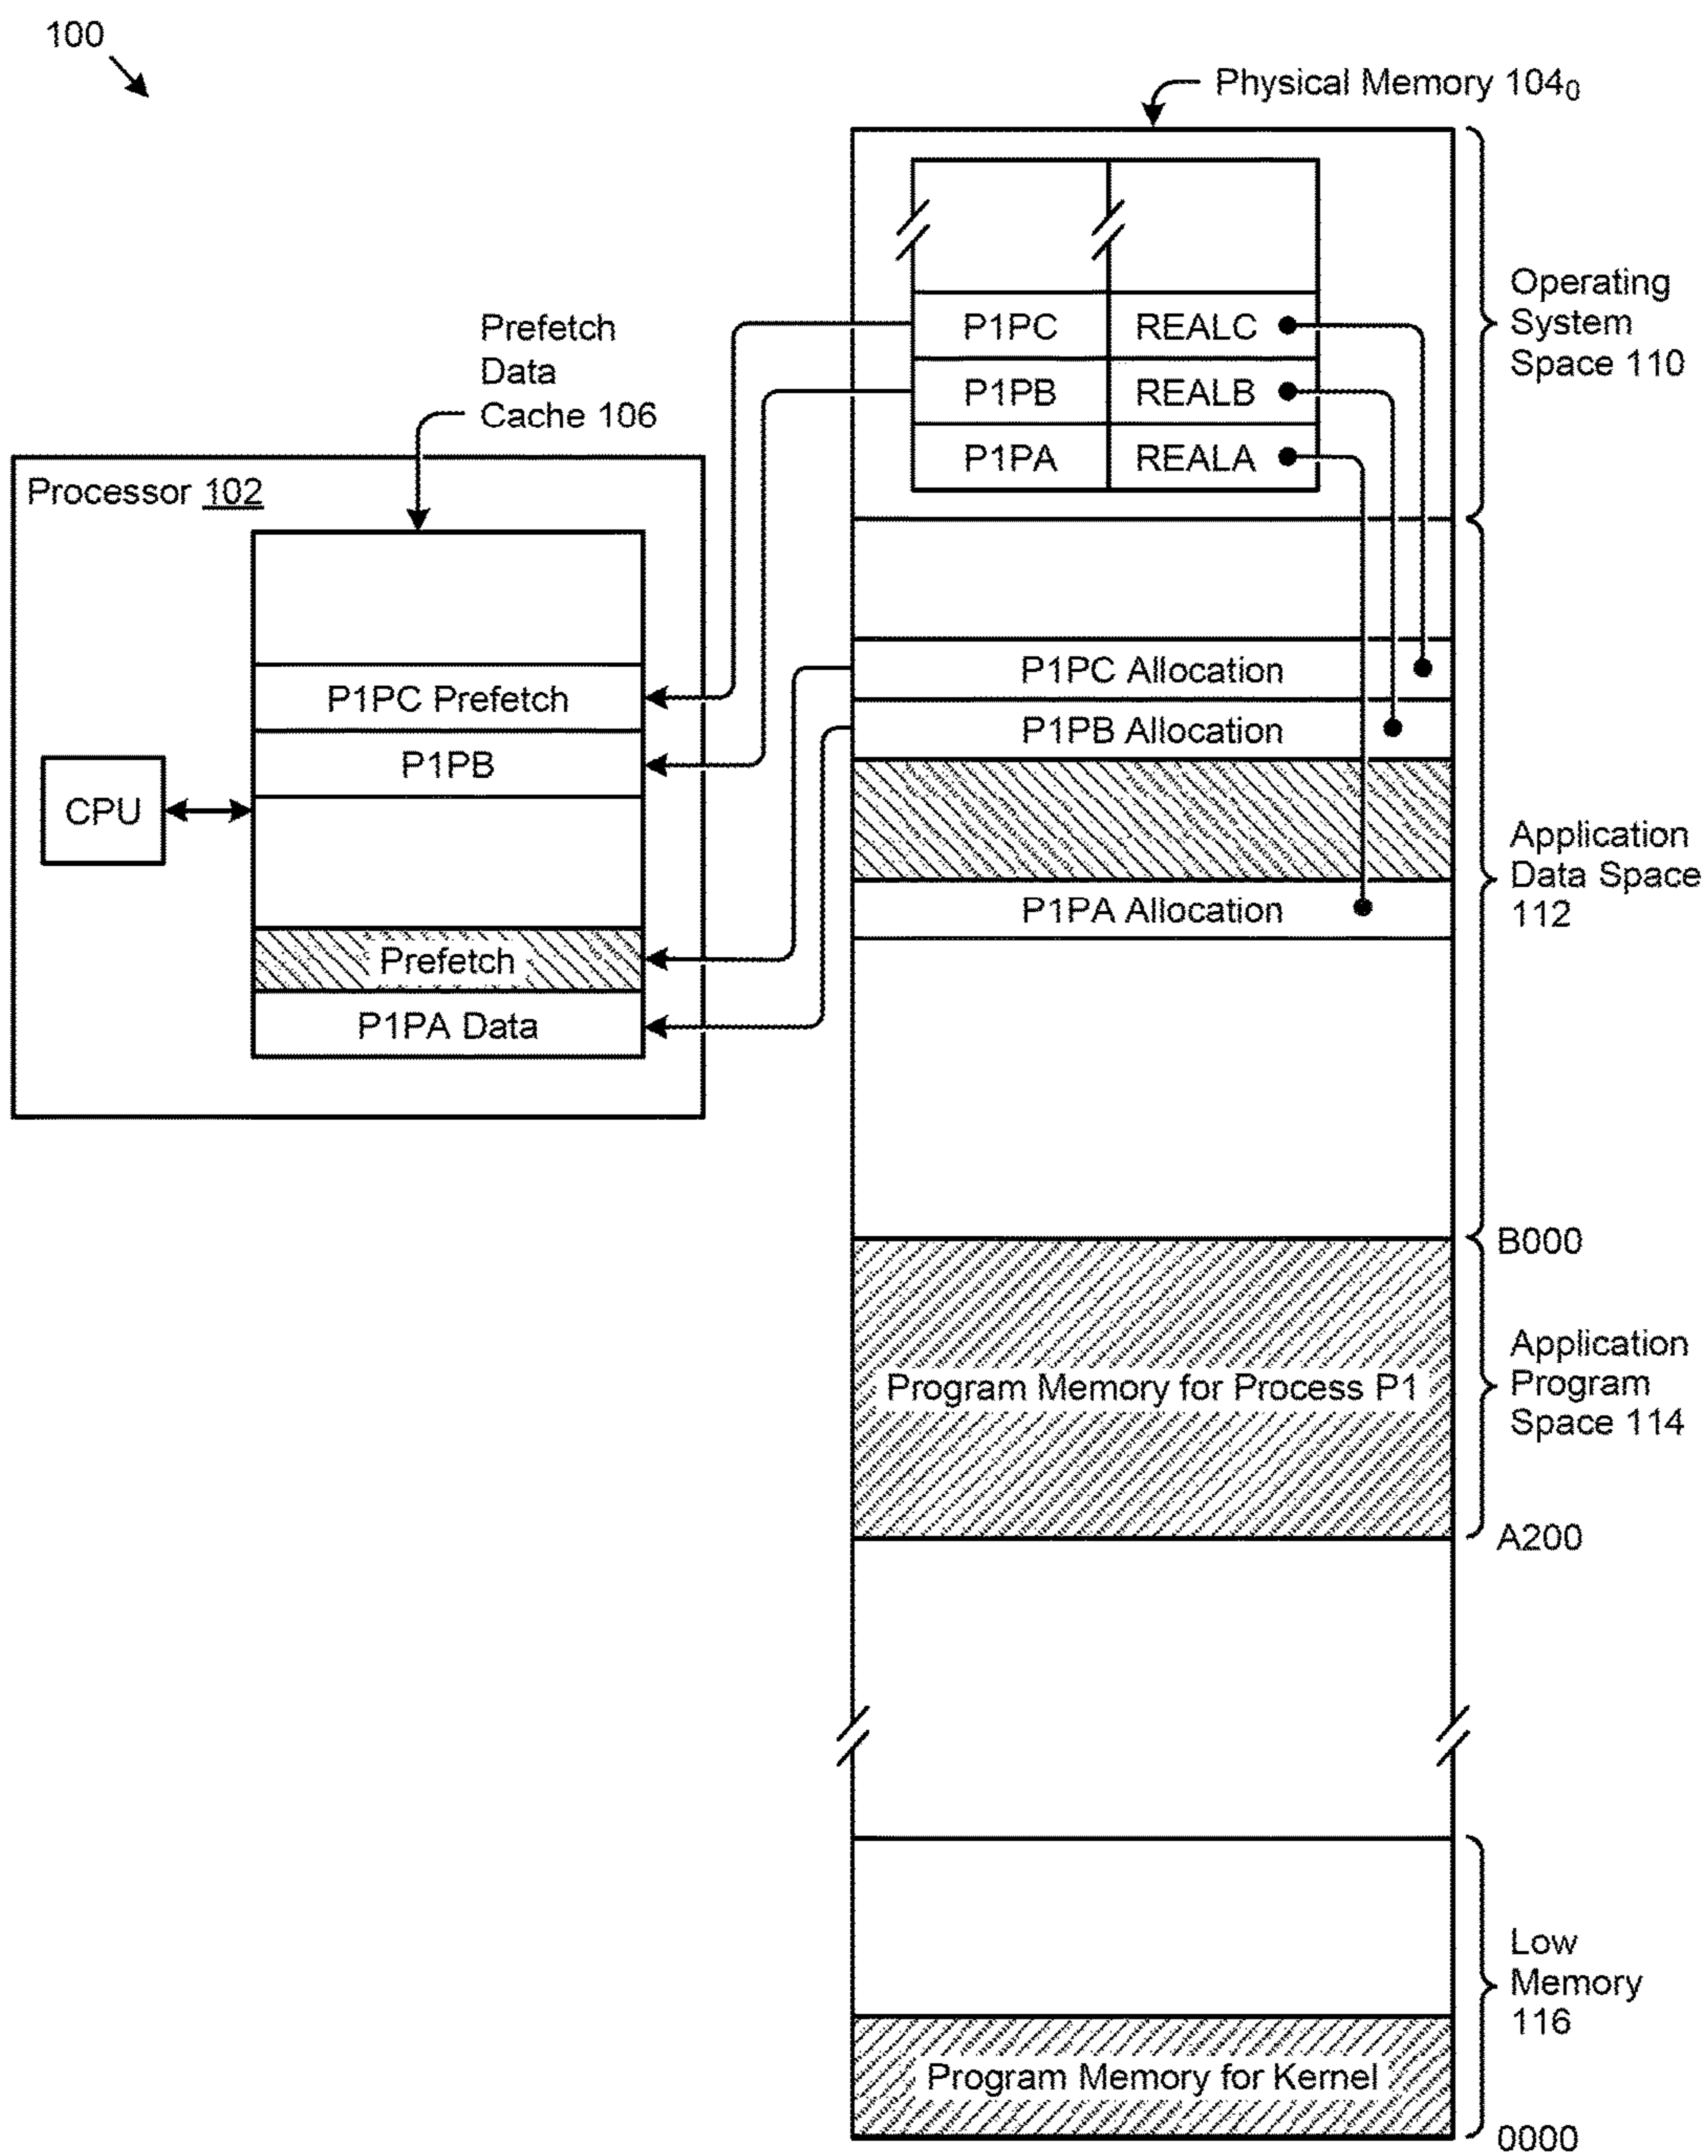 100
Physical Memory 104₀
P1PC REALC
P1PB REALB
P1PA REALA
Operating
System
Space 110
Prefetch
Data
Cache 106
Processor 102
P1PC Prefetch
P1PB
CPU
Prefetch
P1PA Data
P1PC Allocation
P1PB Allocation
P1PA Allocation
Application
Data Space
112
B000
Program Memory for Process P1
Application
Program
Space 114
A200
Low
Memory
116
Program Memory for Kernel
0000